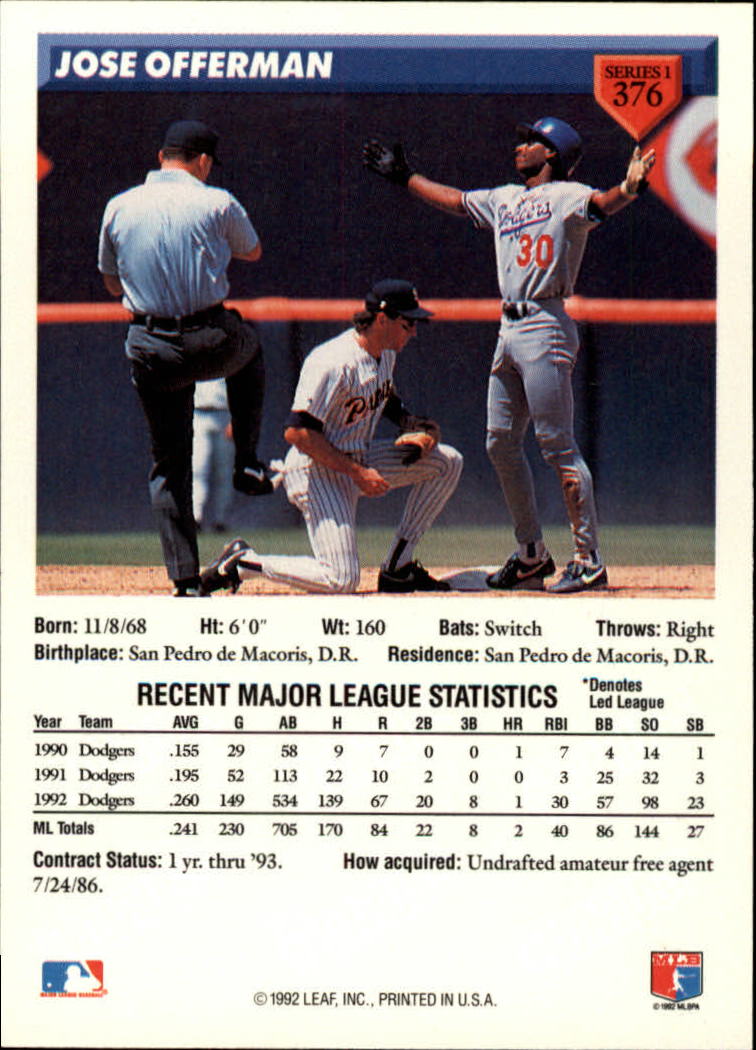 JOSE OFFERMAN
SERIES 1
376
Dodgers
30
Born: 11/8/68 Ht: 6'0" Wt: 160 Bats: Switch Throws: Right
Birthplace: San Pedro de Macoris, D.R. Residence: San Pedro de Macoris, D.R.
RECENT MAJOR LEAGUE STATISTICS *Denotes
Led League
Year Team AVG G AB H R 2B 3B HR RBI BB SO SB
1990 Dodgers .155 29 58 9 7 0 0 1 7 4 14 1
1991 Dodgers .195 52 113 22 10 2 0 0 3 25 32 3
1992 Dodgers .260 149 534 139 67 20 8 1 30 57 98 23
ML Totals .241 230 705 170 84 22 8 2 40 86 144 27
Contract Status: 1 yr. thru '93. How acquired: Undrafted amateur free agent
7/24/86.
MAJOR LEAGUE BASEBALL®
© 1992 LEAF, INC., PRINTED IN U.S.A.
MLB
© 1992 MLBPA